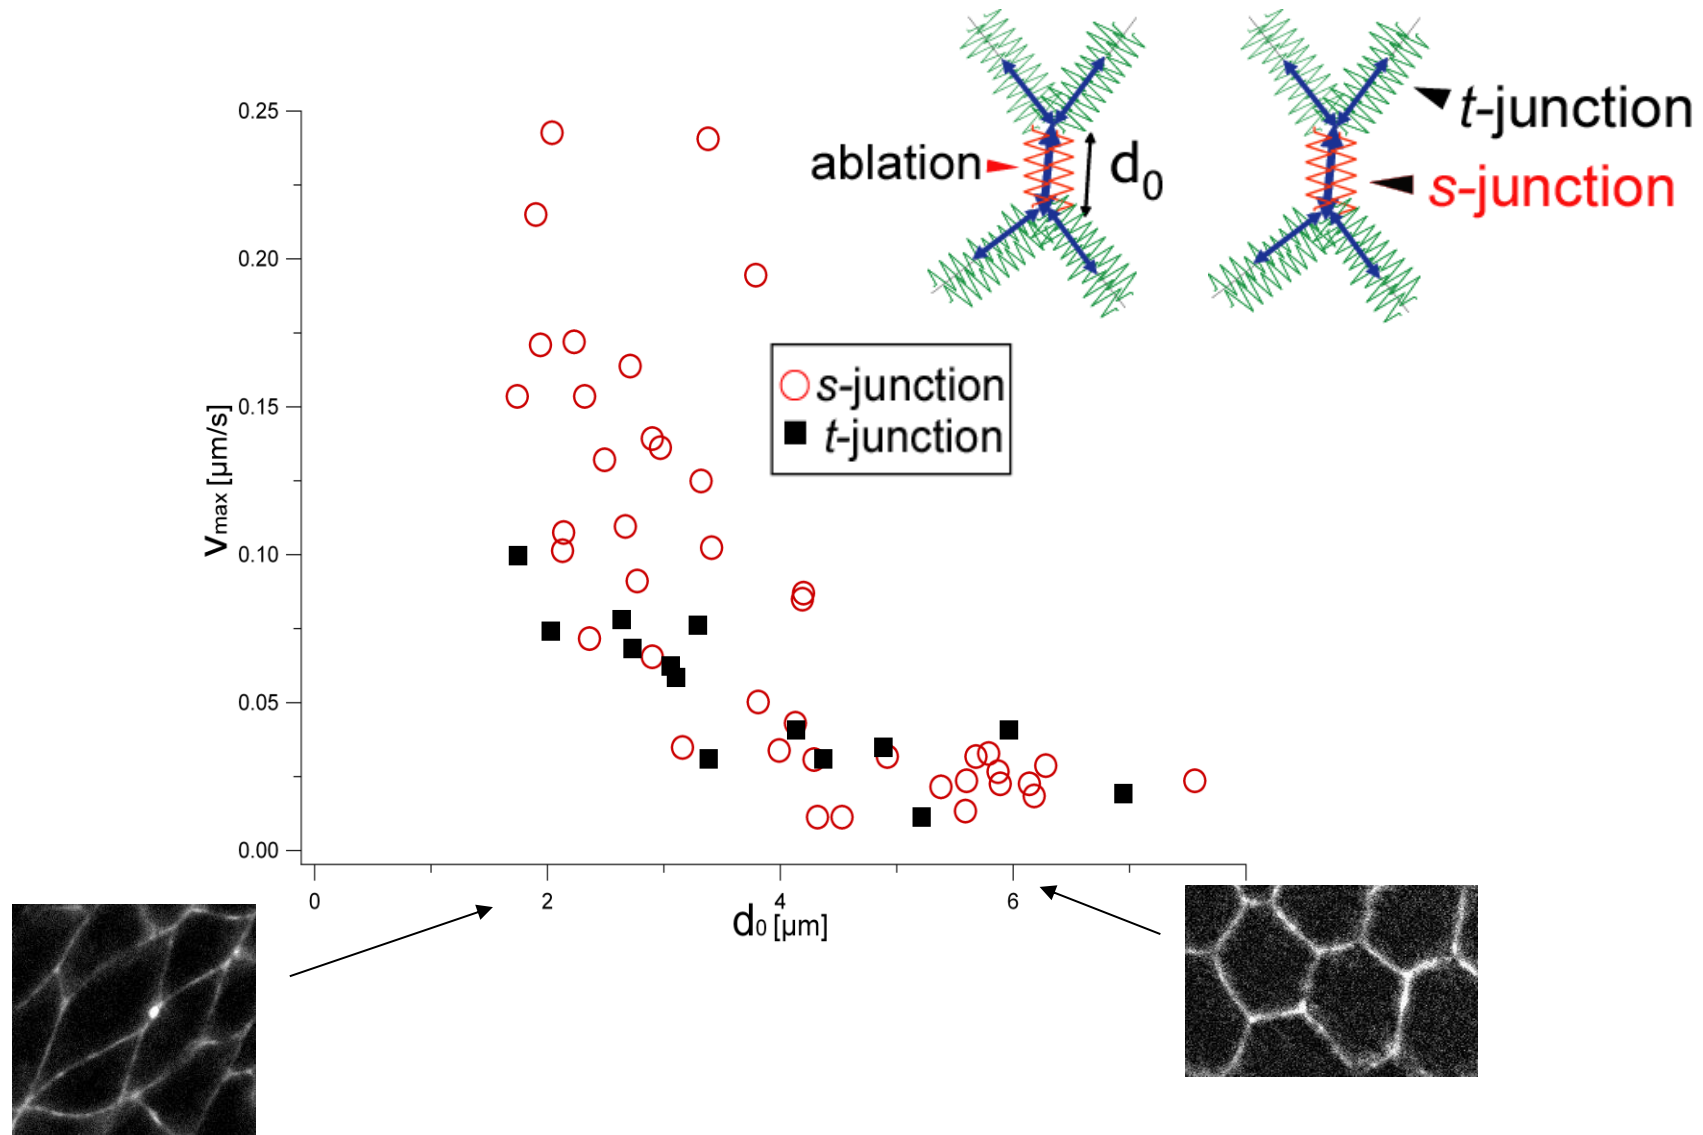 t-junction
ablation
d0
s-junction
s-junction
t-junction
0.25
0.20
0.15
0.10
0.05
0.00
vmax [µm/s]
0
2
4
6
d0 [µm]